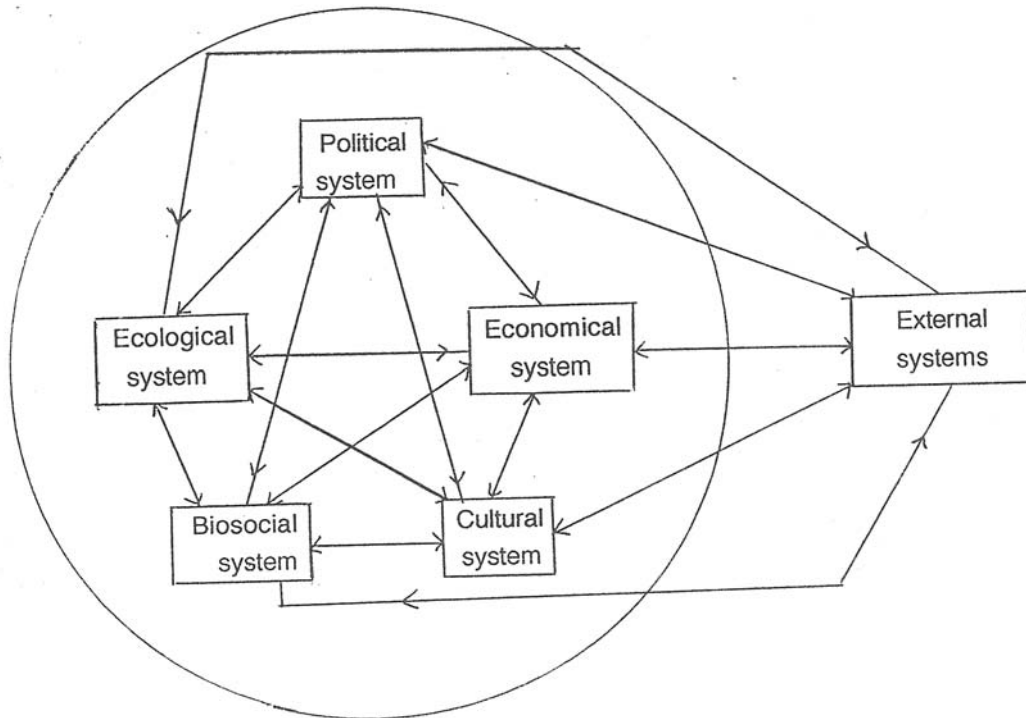 Political
system
Ecological
system
Economical
system
External
systems
Biosocial
system
Cultural
system